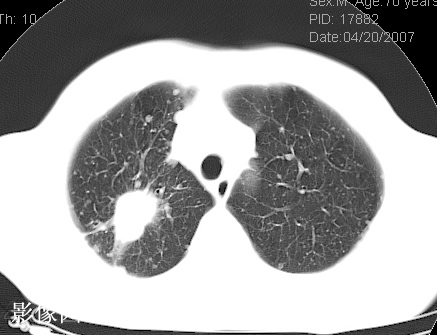 Sex:M Age:70 years
Th: 10
PID: 17882
Date:04/20/2007
影像